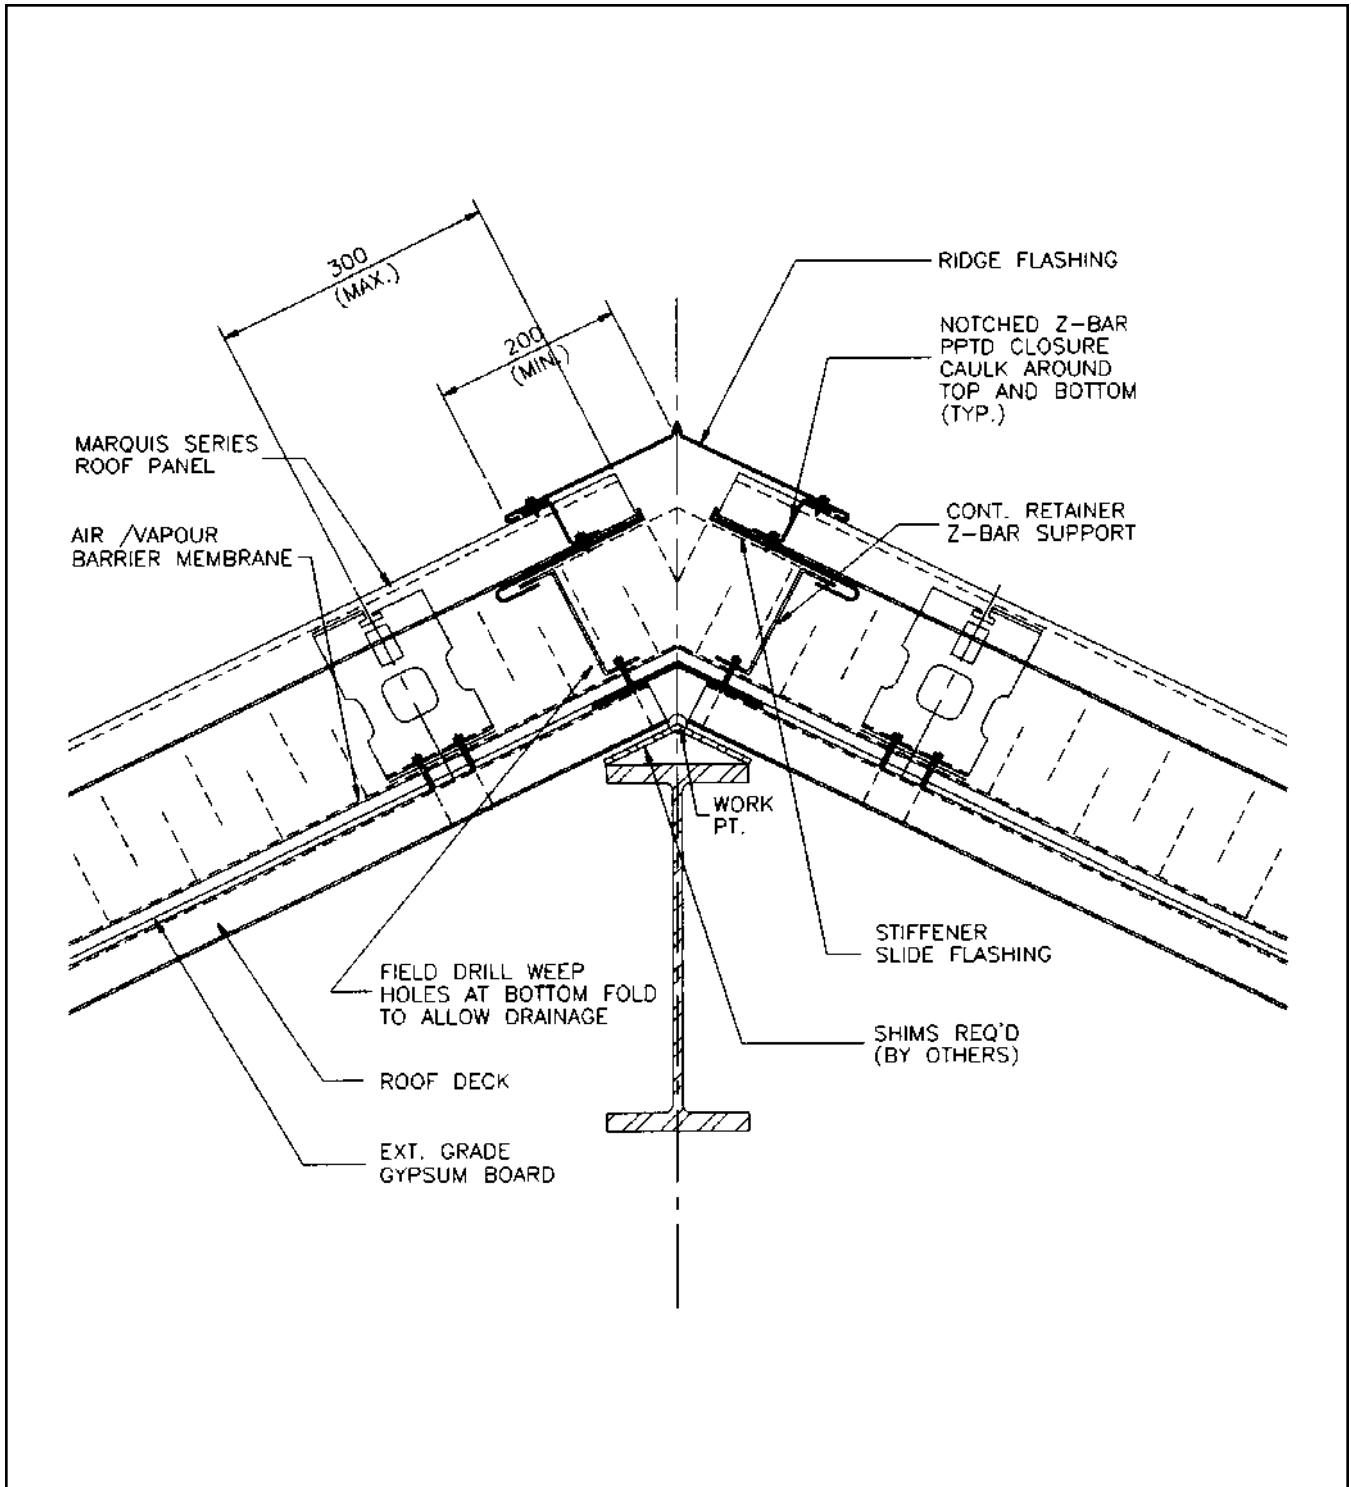 300
(MAX.)
200
(MIN.)
RIDGE FLASHING
NOTCHED Z-BAR
PPTD CLOSURE
CAULK AROUND
TOP AND BOTTOM
(TYP.)
MARQUIS SERIES
ROOF PANEL
CONT. RETAINER
Z-BAR SUPPORT
AIR /VAPOUR
BARRIER MEMBRANE
WORK
PT.
STIFFENER
SLIDE FLASHING
FIELD DRILL WEEP
HOLES AT BOTTOM FOLD
TO ALLOW DRAINAGE
SHIMS REQ'D
(BY OTHERS)
ROOF DECK
EXT. GRADE
GYPSUM BOARD